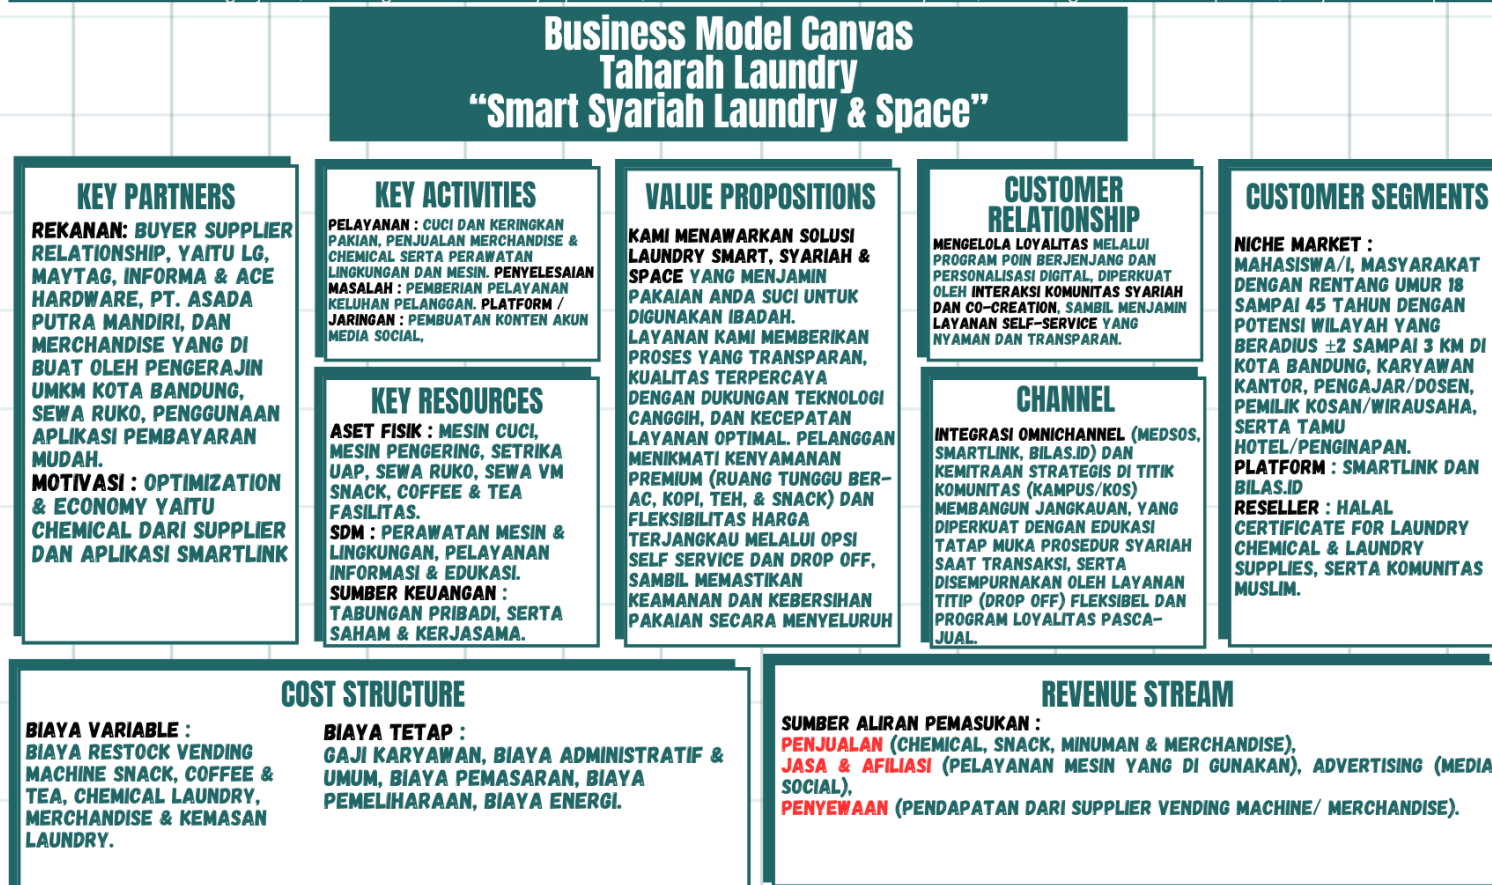 Business Model Canvas
Taharah Laundry
“Smart Syariah Laundry & Space”
KEY PARTNERS
REKANAN: BUYER SUPPLIER
RELATIONSHIP, YAITU LG,
MAYTAG, INFORMA & ACE
HARDWARE, PT. ASADA
PUTRA MANDIRI, DAN
MERCHANDISE YANG DI
BUAT OLEH PENGERAJIN
UMKM KOTA BANDUNG,
SEWA RUKO, PENGGUNAAN
APLIKASI PEMBAYARAN
MUDAH.
MOTIVASI : OPTIMIZATION
& ECONOMY YAITU
CHEMICAL DARI SUPPLIER
DAN APLIKASI SMARTLINK
KEY ACTIVITIES
PELAYANAN : CUCI DAN KERINGKAN
PAKIAN, PENJUALAN MERCHANDISE &
CHEMICAL SERTA PERAWATAN
LINGKUNGAN DAN MESIN. PENYELESAIAN
MASALAH : PEMBERIAN PELAYANAN
KELUHAN PELANGGAN. PLATFORM /
JARINGAN : PEMBUATAN KONTEN AKUN
MEDIA SOCIAL,
KEY RESOURCES
ASET FISIK : MESIN CUCI,
MESIN PENGERING, SETRIKA
UAP, SEWA RUKO, SEWA VM
SNACK, COFFEE & TEA
FASILITAS.
SDM : PERAWATAN MESIN &
LINGKUNGAN, PELAYANAN
INFORMASI & EDUKASI.
SUMBER KEUANGAN :
TABUNGAN PRIBADI, SERTA
SAHAM & KERJASAMA.
VALUE PROPOSITIONS
KAMI MENAWARKAN SOLUSI
LAUNDRY SMART, SYARIAH &
SPACE YANG MENJAMIN
PAKAIAN ANDA SUCI UNTUK
DIGUNAKAN IBADAH.
LAYANAN KAMI MEMBERIKAN
PROSES YANG TRANSPARAN,
KUALITAS TERPERCAYA
DENGAN DUKUNGAN TEKNOLOGI
CANGGIH, DAN KECEPATAN
LAYANAN OPTIMAL. PELANGGAN
MENIKMATI KENYAMANAN
PREMIUM (RUANG TUNGGU BER-
AC, KOPI, TEH, & SNACK) DAN
FLEKSIBILITAS HARGA
TERJANGKAU MELALUI OPSI
SELF SERVICE DAN DROP OFF,
SAMBIL MEMASTIKAN
KEAMANAN DAN KEBERSIHAN
PAKAIAN SECARA MENYELURUH
CUSTOMER
RELATIONSHIP
MENGELOLA LOYALITAS MELALUI
PROGRAM POIN BERJENJANG DAN
PERSONALISASI DIGITAL, DIPERKUAT
OLEH INTERAKSI KOMUNITAS SYARIAH
DAN CO-CREATION, SAMBIL MENJAMIN
LAYANAN SELF-SERVICE YANG
NYAMAN DAN TRANSPARAN.
CHANNEL
INTEGRASI OMNICHANNEL (MEDSOS,
SMARTLINK, BILAS.ID) DAN
KEMITRAAN STRATEGIS DI TITIK
KOMUNITAS (KAMPUS/KOS)
MEMBANGUN JANGKAUAN, YANG
DIPERKUAT DENGAN EDUKASI
TATAP MUKA PROSEDUR SYARIAH
SAAT TRANSAKSI, SERTA
DISEMPURNAKAN OLEH LAYANAN
TITIP (DROP OFF) FLEKSIBEL DAN
PROGRAM LOYALITAS PASCA-
JUAL.
CUSTOMER SEGMENTS
NICHE MARKET :
MAHASISWA/I, MASYARAKAT
DENGAN RENTANG UMUR 18
SAMPAI 45 TAHUN DENGAN
POTENSI WILAYAH YANG
BERADIUS ±2 SAMPAI 3 KM DI
KOTA BANDUNG, KARYAWAN
KANTOR, PENGAJAR/DOSEN,
PEMILIK KOSAN/WIRAUSAHA,
SERTA TAMU
HOTEL/PENGINAPAN.
PLATFORM : SMARTLINK DAN
BILAS.ID
RESELLER : HALAL
CERTIFICATE FOR LAUNDRY
CHEMICAL & LAUNDRY
SUPPLIES, SERTA KOMUNITAS
MUSLIM.
COST STRUCTURE
BIAYA VARIABLE :
BIAYA RESTOCK VENDING
MACHINE SNACK, COFFEE &
TEA, CHEMICAL LAUNDRY,
MERCHANDISE & KEMASAN
LAUNDRY.
BIAYA TETAP :
GAJI KARYAWAN, BIAYA ADMINISTRATIF &
UMUM, BIAYA PEMASARAN, BIAYA
PEMELIHARAAN, BIAYA ENERGI.
REVENUE STREAM
SUMBER ALIRAN PEMASUKAN :
PENJUALAN (CHEMICAL, SNACK, MINUMAN & MERCHANDISE),
JASA & AFILIASI (PELAYANAN MESIN YANG DI GUNAKAN), ADVERTISING (MEDIA
SOCIAL),
PENYEWAAN (PENDAPATAN DARI SUPPLIER VENDING MACHINE/ MERCHANDISE).